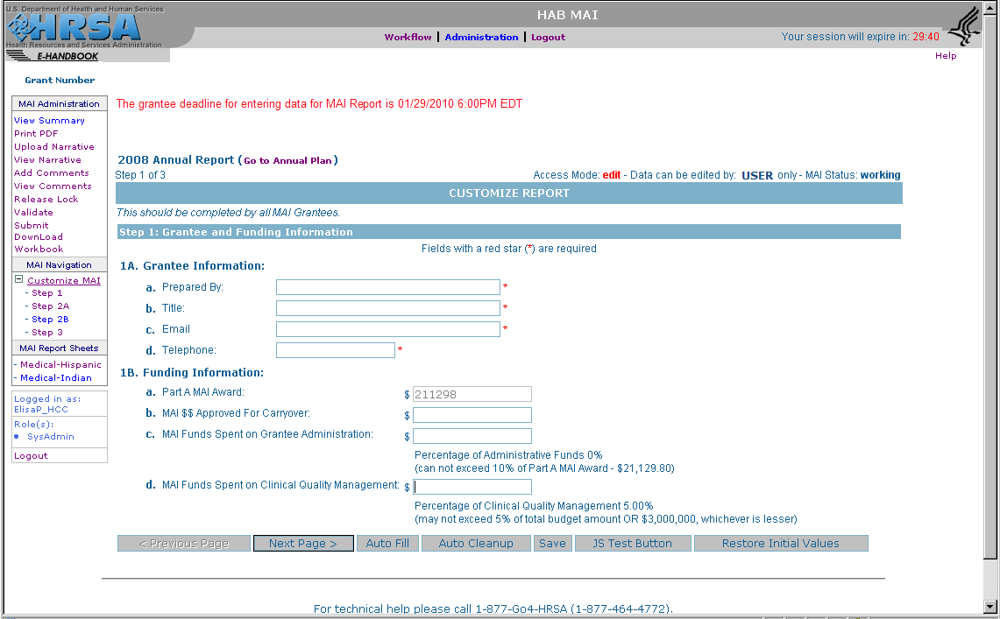 U.S. Department of Health and Human Services
HRSA
Health Resources and Services Administration
E-HANDBOOK
HAB MAI
Workflow | Administration | Logout
Your session will expire in: 29:40
Help
Grant Number
MAI Administration
View Summary
Print PDF
Upload Narrative
View Narrative
Add Comments
View Comments
Release Lock
Validate
Submit
DownLoad
Workbook
MAI Navigation
Customize MAI
- Step 1
- Step 2A
- Step 2B
- Step 3
MAI Report Sheets
- Medical-Hispanic
- Medical-Indian
Logged in as:
ElisaP_HCC
Role(s):
• SysAdmin
Logout
The grantee deadline for entering data for MAI Report is 01/29/2010 6:00PM EDT
2008 Annual Report (Go to Annual Plan)
Step 1 of 3
Access Mode: edit - Data can be edited by: USER only - MAI Status: working
CUSTOMIZE REPORT
This should be completed by all MAI Grantees.
Step 1: Grantee and Funding Information
Fields with a red star (*) are required
1A. Grantee Information:
a. Prepared By: *
b. Title: *
c. Email *
d. Telephone: *
1B. Funding Information:
a. Part A MAI Award: $ 211298
b. MAI $$ Approved For Carryover: $
c. MAI Funds Spent on Grantee Administration: $
Percentage of Administrative Funds 0%
(can not exceed 10% of Part A MAI Award - $21,129.80)
d. MAI Funds Spent on Clinical Quality Management: $
Percentage of Clinical Quality Management 5.00%
(may not exceed 5% of total budget amount OR $3,000,000, whichever is lesser)
< Previous Page Next Page > Auto Fill Auto Cleanup Save JS Test Button Restore Initial Values
For technical help please call 1-877-Go4-HRSA (1-877-464-4772).